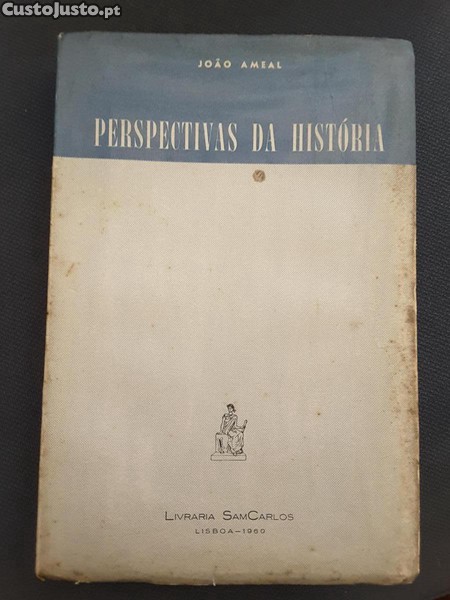 CustoJusto.pt
JOÃO AMEAL
PERSPECTIVAS DA HISTÓRIA
LIVRARIA SAMCARLOS
LISBOA—1960